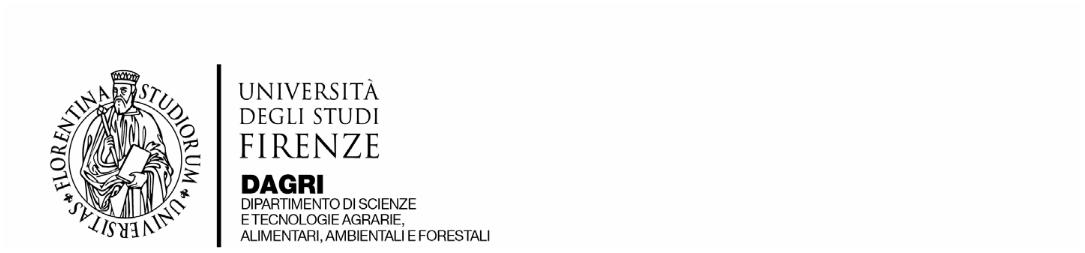 FLORENTINA STUDIORUM UNIVERSITAS
UNIVERSITÀ
DEGLI STUDI
FIRENZE
DAGRI
DIPARTIMENTO DI SCIENZE
E TECNOLOGIE AGRARIE,
ALIMENTARI, AMBIENTALI E FORESTALI